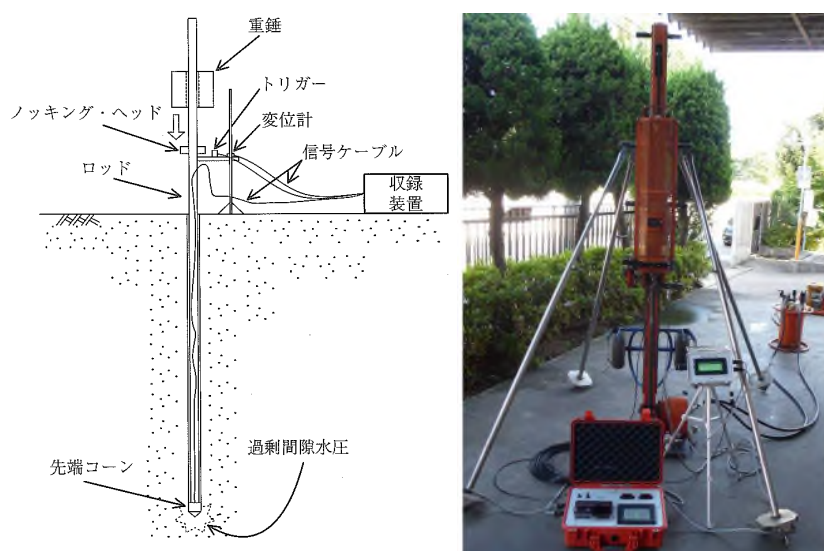 重錘
トリガー
ノッキング・ヘッド
変位計
信号ケーブル
ロッド
収録
装置
過剰間隙水圧
先端コーン